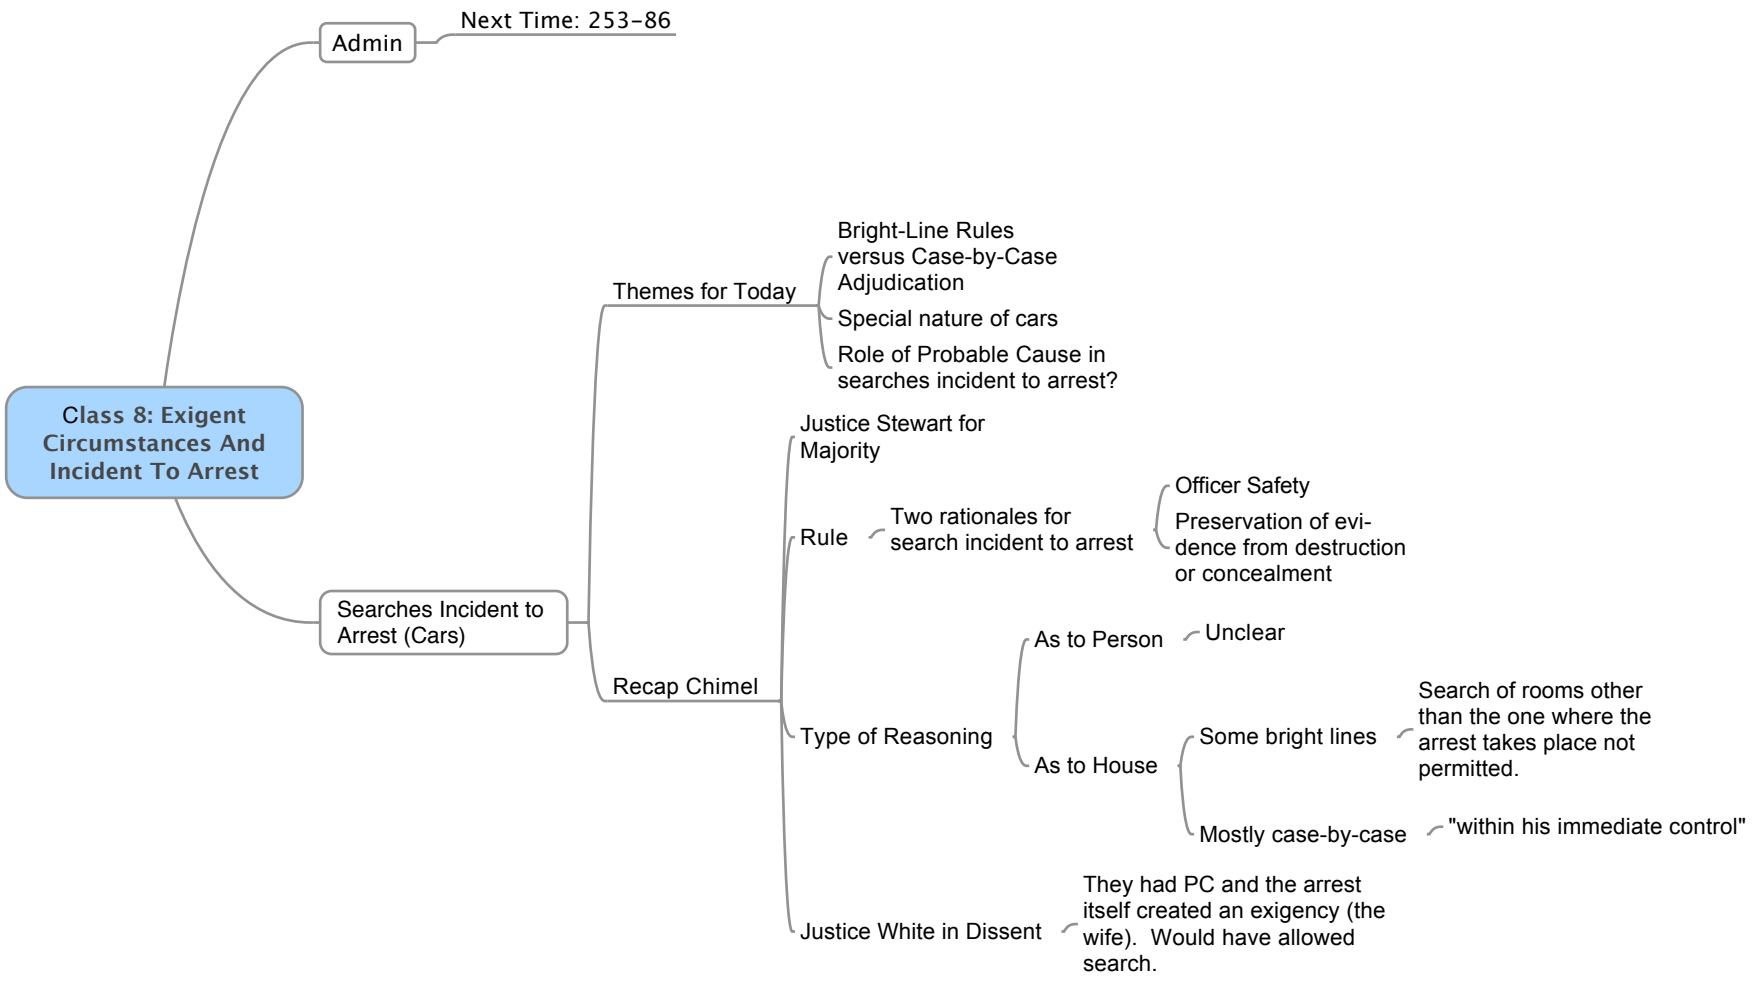 Next Time: 253-86
Admin
Bright-Line Rules
versus Case-by-Case
Adjudication
Themes for Today
Special nature of cars
Role of Probable Cause in
searches incident to arrest?
Class 8: Exigent
Circumstances And
Incident To Arrest
Justice Stewart for
Majority
Officer Safety
Two rationales for
search incident to arrest
Rule
Preservation of evi-
dence from destruction
or concealment
Searches Incident to
Arrest (Cars)
As to Person
Unclear
Recap Chimel
Type of Reasoning
As to House
Some bright lines
Search of rooms other
than the one where the
arrest takes place not
permitted.
Mostly case-by-case
"within his immediate control"
Justice White in Dissent
They had PC and the arrest
itself created an exigency (the
wife).  Would have allowed
search.